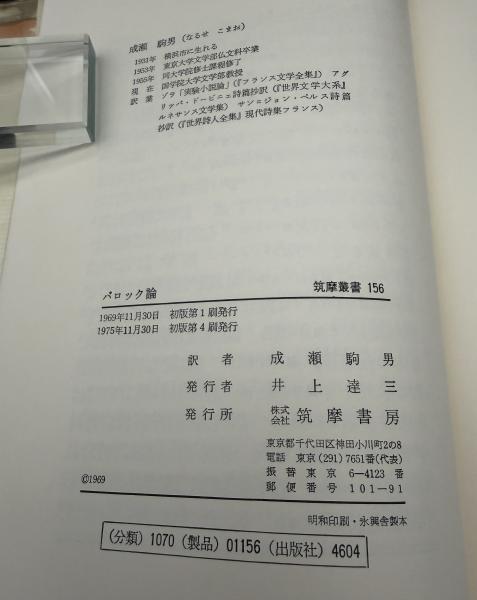 成瀬 駒男（なるせ こまお）
1931年 横浜市に生れる
1953年 東京大学文学部仏文科卒業
1955年 同大学院修士課程修了
現 在 国学院大学文学部教授
訳 業 ゾラ「実験小説論」（『フランス文学全集』） アグ
リッパ・ドービニェ詩篇抄訳（『世界文学大系』
ルネサンス文学集） サン＝ジョン・ペルス詩篇
抄訳（『世界詩人全集』現代詩集フランス）
バロック論 筑摩叢書 156
1969年11月30日 初版第1刷発行
1975年11月30日 初版第4刷発行
訳 者 成瀬駒男
発行者 井上達三
発行所 株式会社 筑摩書房
東京都千代田区神田小川町2の8
電話 東京（291）7651番（代表）
振替東京 6-4123番
郵便番号 101-91
©1969
明和印刷・永興舎製本
（分類）1070（製品）01156（出版社）4604